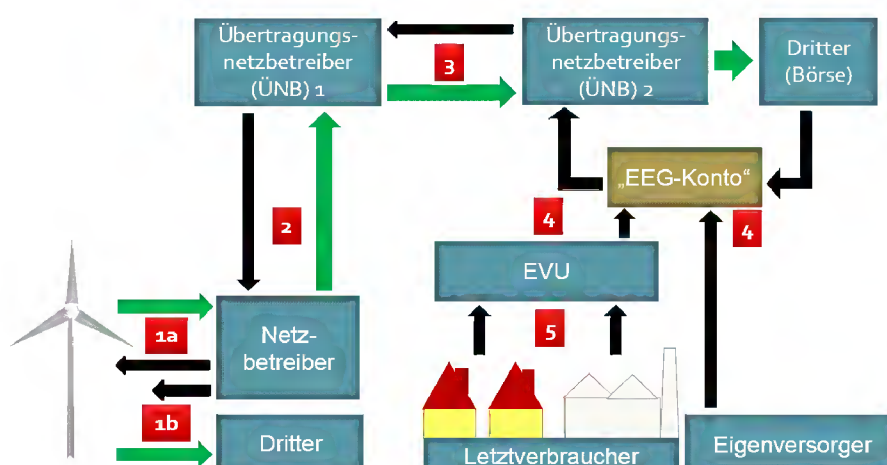 Übertragungs-
netzbetreiber
(ÜNB) 1
3
Übertragungs-
netzbetreiber
(ÜNB) 2
Dritter
(Börse)
„EEG-Konto“
2
4
4
EVU
1a
Netz-
betreiber
5
1b
Dritter
Letztverbraucher
Eigenversorger